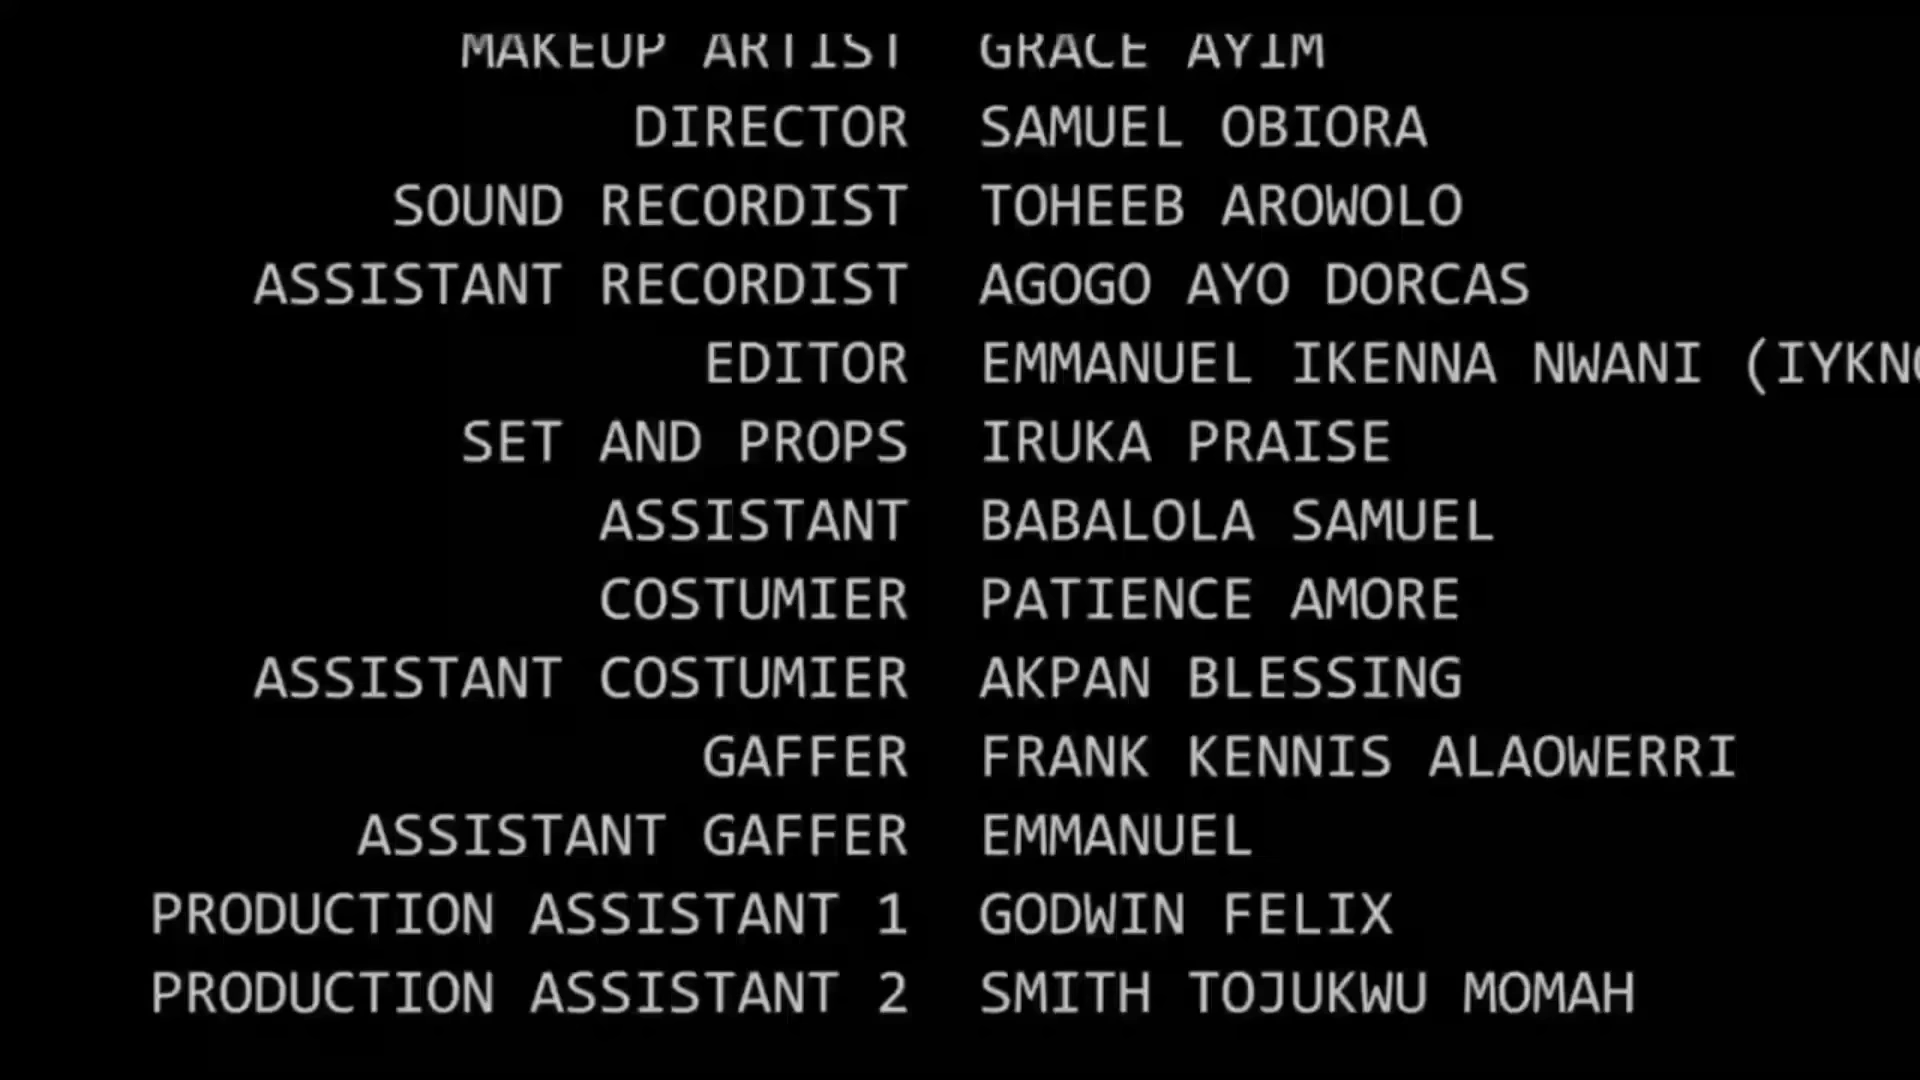 MAKEUP ARTIST GRACE AYIM
DIRECTOR SAMUEL OBIORA
SOUND RECORDIST TOHEEB AROWOLO
ASSISTANT RECORDIST AGOGO AYO DORCAS
EDITOR EMMANUEL IKENNA NWANI
SET AND PROPS IRUKA PRAISE
ASSISTANT BABALOLA SAMUEL
COSTUMIER PATIENCE AMORE
ASSISTANT COSTUMIER AKPAN BLESSING
GAFFER FRANK KENNIS ALAOWERRI
ASSISTANT GAFFER EMMANUEL
PRODUCTION ASSISTANT 1 GODWIN FELIX
PRODUCTION ASSISTANT 2 SMITH TOJUKWU MOMAH